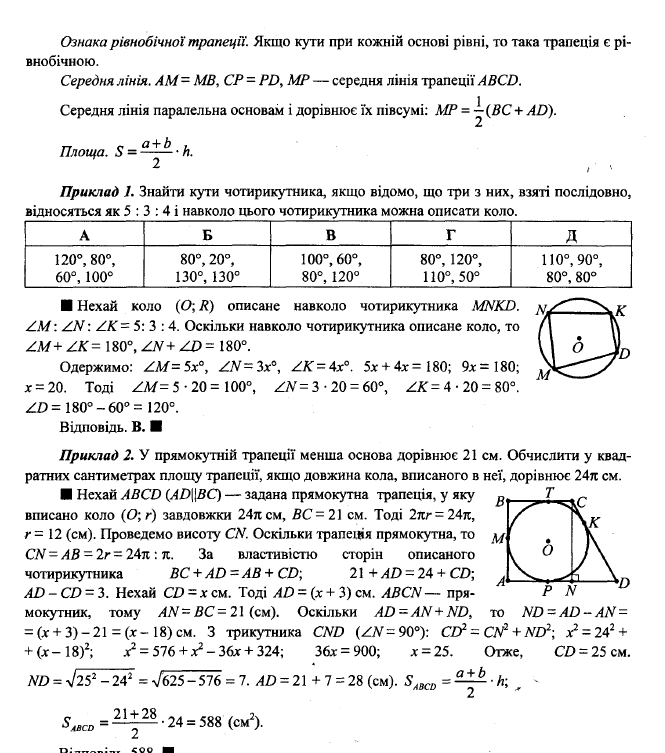 Ознака рівнобічної трапеції. Якщо кути при кожній основі рівні, то така трапеція є рі-
внобічною.
Середня лінія. AM = MB, CP = PD, MP — середня лінія трапеції ABCD.
Середня лінія паралельна основам і дорівнює їх півсумі: MP = 1/2 (BC + AD).
Площа. S = (a + b)/2 · h.
Приклад 1. Знайти кути чотирикутника, якщо відомо, що три з них, взяті послідовно,
відносяться як 5 : 3 : 4 і навколо цього чотирикутника можна описати коло.
А Б В Г Д
120°, 80°, 80°, 20°, 100°, 60°, 80°, 120°, 110°, 90°,
60°, 100° 130°, 130° 80°, 120° 110°, 50° 80°, 80°
■ Нехай коло (O; R) описане навколо чотирикутника MNKD.
∠M : ∠N : ∠K = 5: 3 : 4. Оскільки навколо чотирикутника описане коло, то
∠M + ∠K = 180°, ∠N + ∠D = 180°.
Одержимо: ∠M = 5x°, ∠N = 3x°, ∠K = 4x°. 5x + 4x = 180; 9x = 180;
x = 20. Тоді ∠M = 5 · 20 = 100°, ∠N = 3 · 20 = 60°, ∠K = 4 · 20 = 80°.
∠D = 180° – 60° = 120°.
Відповідь. В. ■
N K
O
D
M
Приклад 2. У прямокутній трапеції менша основа дорівнює 21 см. Обчислити у квад-
ратних сантиметрах площу трапеції, якщо довжина кола, вписаного в неї, дорівнює 24π см.
■ Нехай ABCD (AD||BC) — задана прямокутна трапеція, у яку
вписано коло (O; r) завдовжки 24π см, BC = 21 см. Тоді 2πr = 24π,
r = 12 (см). Проведемо висоту CN. Оскільки трапеція прямокутна, то
CN = AB = 2r = 24π : π. За властивістю сторін описаного
чотирикутника BC + AD = AB + CD; 21 + AD = 24 + CD;
AD – CD = 3. Нехай CD = x см. Тоді AD = (x + 3) см. ABCN — пря-
мокутник, тому AN = BC = 21 (см). Оскільки AD = AN + ND, то ND = AD – AN =
= (x + 3) – 21 = (x – 18) см. З трикутника CND (∠N = 90°): CD² = CN² + ND²; x² = 24² +
+ (x – 18)²; x² = 576 + x² – 36x + 324; 36x = 900; x = 25. Отже, CD = 25 см.
ND = √25² – 24² = √625 – 576 = 7. AD = 21 + 7 = 28 (см). S_ABCD = (a + b)/2 · h;
S_ABCD = (21 + 28)/2 · 24 = 588 (см²).
Відповідь. 588. ■
B T C
K
M
O
A P N D